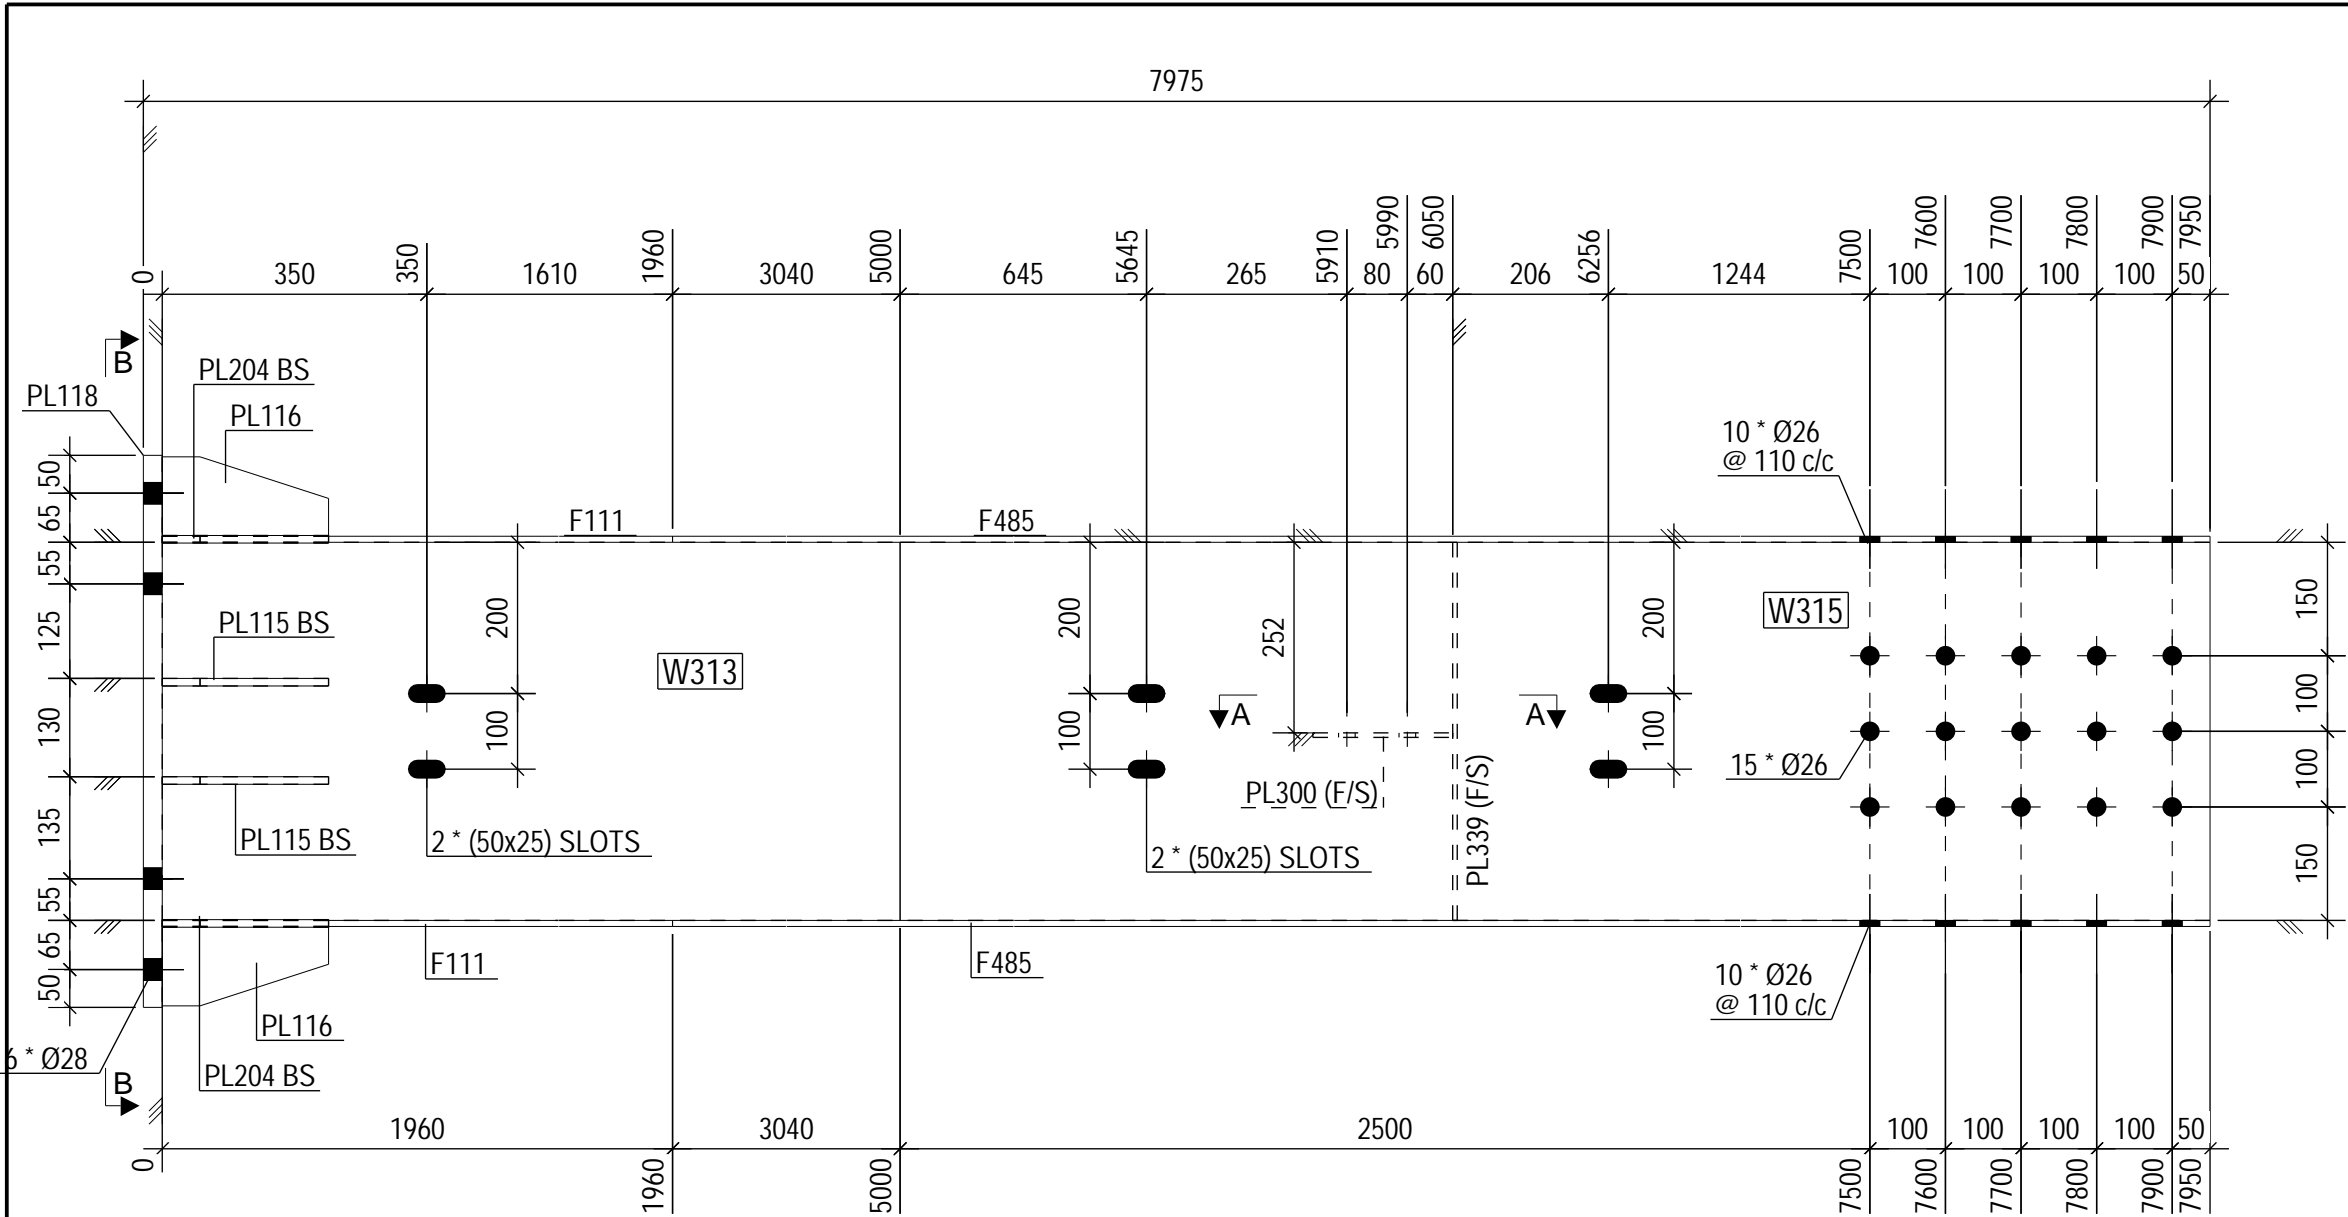 7975
0
350
350
1610
1960
3040
5000
645
5645
265
5910
80
5990
60
6050
206
6256
1244
7500
100
7600
100
7700
100
7800
100
7900
50
7950
B
PL204 BS
PL118
PL116
10 * Ø26
@ 110 c/c
50
65
55
125
130
135
55
65
50
F111
F485
PL115 BS
200
100
W313
200
100
252
A
A
200
100
W315
150
100
100
150
15 * Ø26
PL300 (F/S)
PL339 (F/S)
PL115 BS
2 * (50x25) SLOTS
2 * (50x25) SLOTS
F111
F485
10 * Ø26
@ 110 c/c
PL116
6 * Ø28
B
PL204 BS
0
1960
1960
3040
5000
2500
7500
100
7600
100
7700
100
7800
100
7900
50
7950